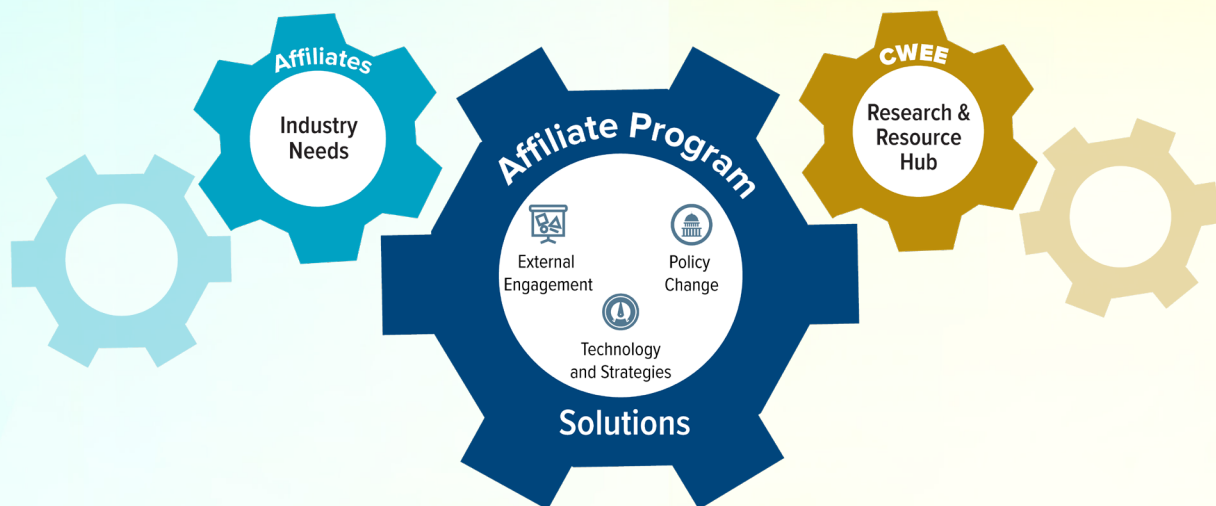 Affiliates
Industry
Needs
Affiliate Program
External
Engagement
Policy
Change
Technology
and Strategies
Solutions
CWEE
Research &
Resource
Hub